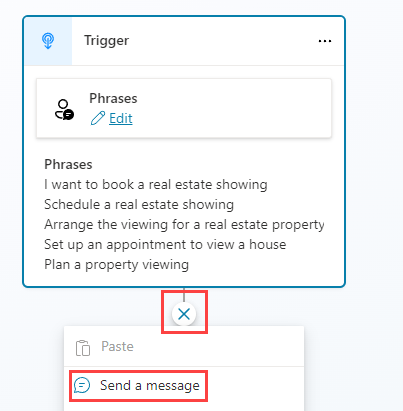 Trigger
Phrases
Edit
Phrases
I want to book a real estate showing
Schedule a real estate showing
Arrange the viewing for a real estate property
Set up an appointment to view a house
Plan a property viewing
Paste
Send a message